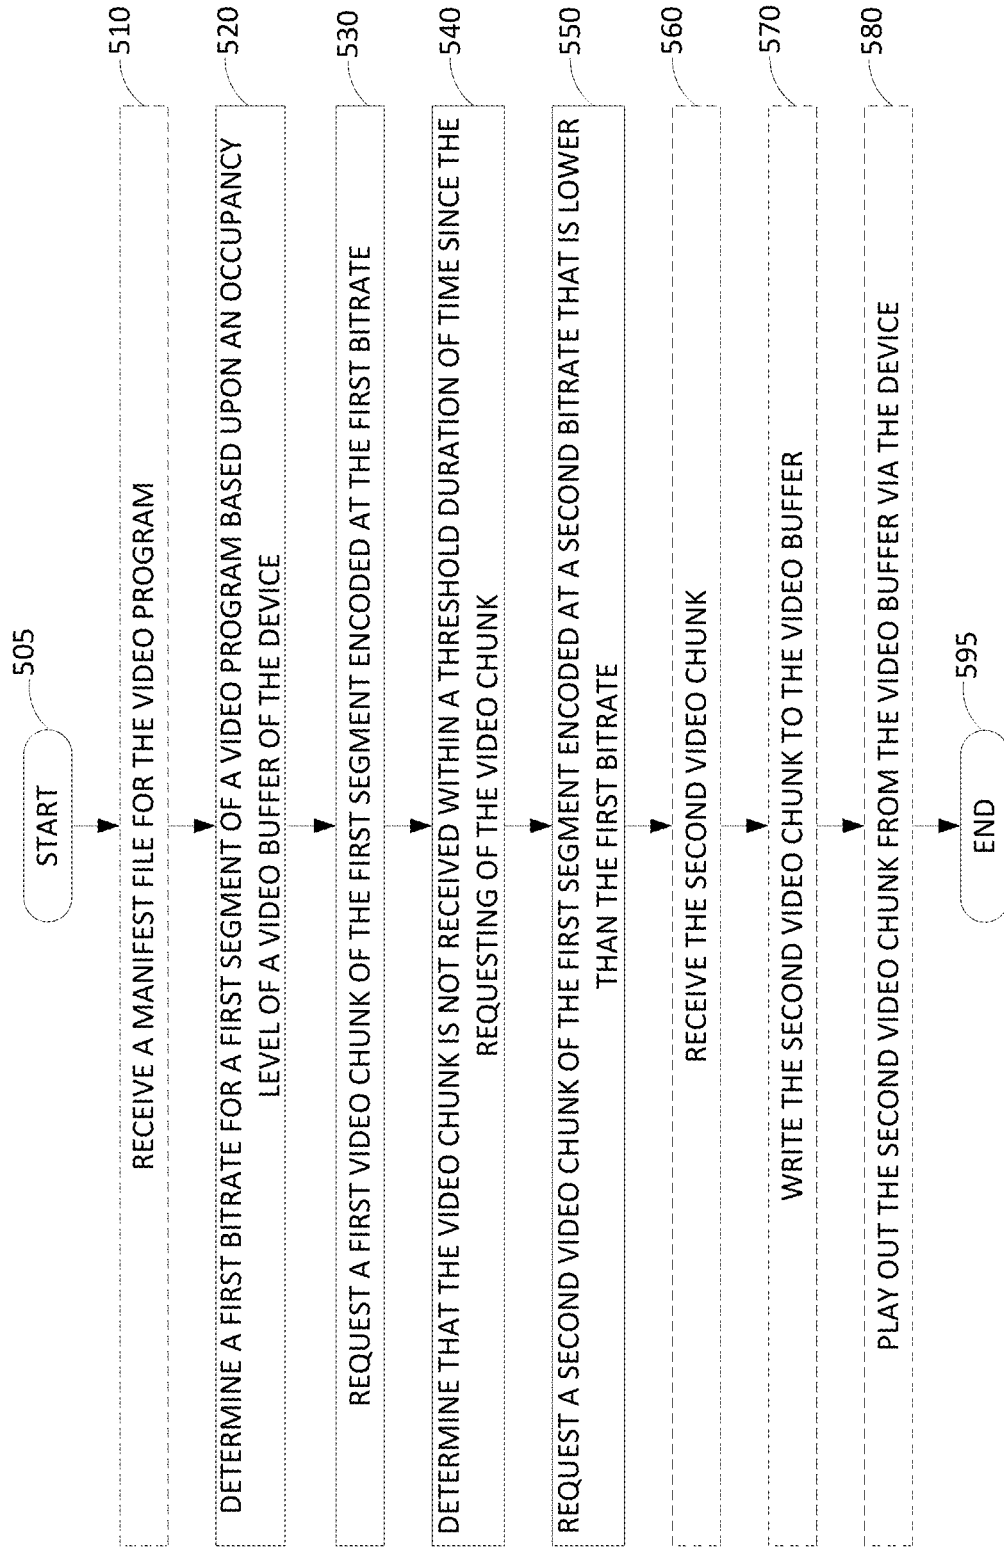 START
505
RECEIVE A MANIFEST FILE FOR THE VIDEO PROGRAM
510
DETERMINE A FIRST BITRATE FOR A FIRST SEGMENT OF A VIDEO PROGRAM BASED UPON AN OCCUPANCY
LEVEL OF A VIDEO BUFFER OF THE DEVICE
520
REQUEST A FIRST VIDEO CHUNK OF THE FIRST SEGMENT ENCODED AT THE FIRST BITRATE
530
DETERMINE THAT THE VIDEO CHUNK IS NOT RECEIVED WITHIN A THRESHOLD DURATION OF TIME SINCE THE
REQUESTING OF THE VIDEO CHUNK
540
REQUEST A SECOND VIDEO CHUNK OF THE FIRST SEGMENT ENCODED AT A SECOND BITRATE THAT IS LOWER
THAN THE FIRST BITRATE
550
RECEIVE THE SECOND VIDEO CHUNK
560
WRITE THE SECOND VIDEO CHUNK TO THE VIDEO BUFFER
570
PLAY OUT THE SECOND VIDEO CHUNK FROM THE VIDEO BUFFER VIA THE DEVICE
580
END
595